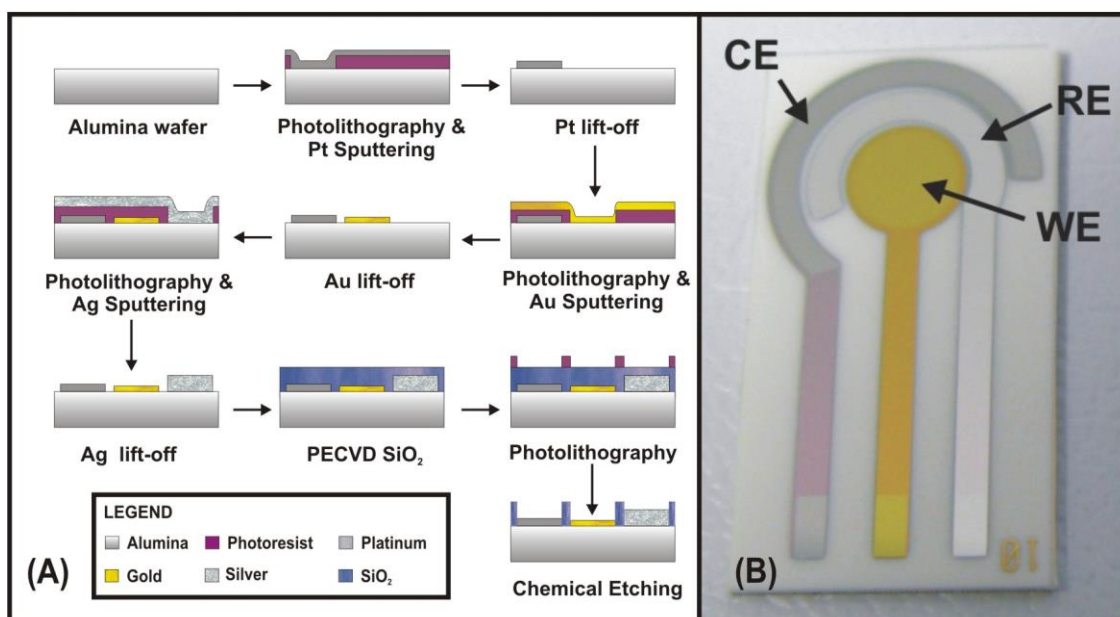 Alumina wafer
Photolithography &
Pt Sputtering
Pt lift-off
Photolithography &
Ag Sputtering
Au lift-off
Photolithography &
Au Sputtering
Ag lift-off
PECVD SiO₂
Photolithography
Chemical Etching
LEGEND
Alumina Photoresist Platinum
Gold Silver SiO₂
(A)
CE
RE
WE
10
(B)